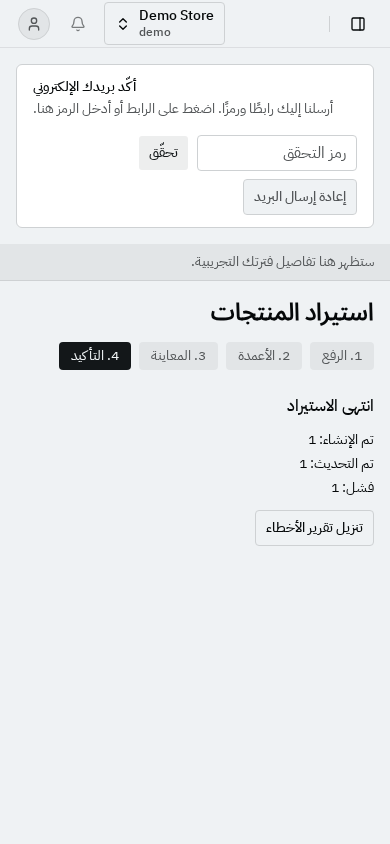 Demo Store
demo
أكّد بريدك الإلكتروني
أرسلنا إليك رابطًا ورمزًا. اضغط على الرابط أو أدخل الرمز هنا.
رمز التحقق
تحقّق
إعادة إرسال البريد
ستظهر هنا تفاصيل فترتك التجريبية.
استيراد المنتجات
1. الرفع
2. الأعمدة
3. المعاينة
4. التأكيد
انتهى الاستيراد
تم الإنشاء: 1
تم التحديث: 1
فشل: 1
تنزيل تقرير الأخطاء